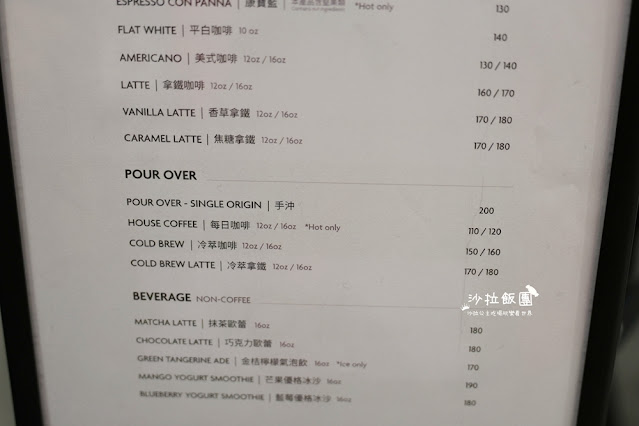 ESPRESSO CON PANNA | 康寶藍 *Hot only 130
FLAT WHITE | 平白咖啡 10 oz 140
AMERICANO | 美式咖啡 12oz / 16oz 130 / 140
LATTE | 拿鐵咖啡 12oz / 16oz 160 / 170
VANILLA LATTE | 香草拿鐵 12oz / 16oz 170 / 180
CARAMEL LATTE | 焦糖拿鐵 12oz / 16oz 170 / 180
POUR OVER
POUR OVER - SINGLE ORIGIN | 手沖 200
HOUSE COFFEE | 每日咖啡 12oz / 16oz *Hot only 110 / 120
COLD BREW | 冷萃咖啡 12oz / 16oz 150 / 160
COLD BREW LATTE | 冷萃拿鐵 12oz / 16oz 170 / 180
沙拉飯團
BEVERAGE NON-COFFEE
MATCHA LATTE | 抹茶歐蕾 16oz 180
CHOCOLATE LATTE | 巧克力歐蕾 16oz 180
GREEN TANGERINE ADE | 金桔檸檬氣泡飲 16oz *Ice only 170
MANGO YOGURT SMOOTHIE | 芒果優格冰沙 16oz 190
BLUEBERRY YOGURT SMOOTHIE | 藍莓優格冰沙 16oz 180